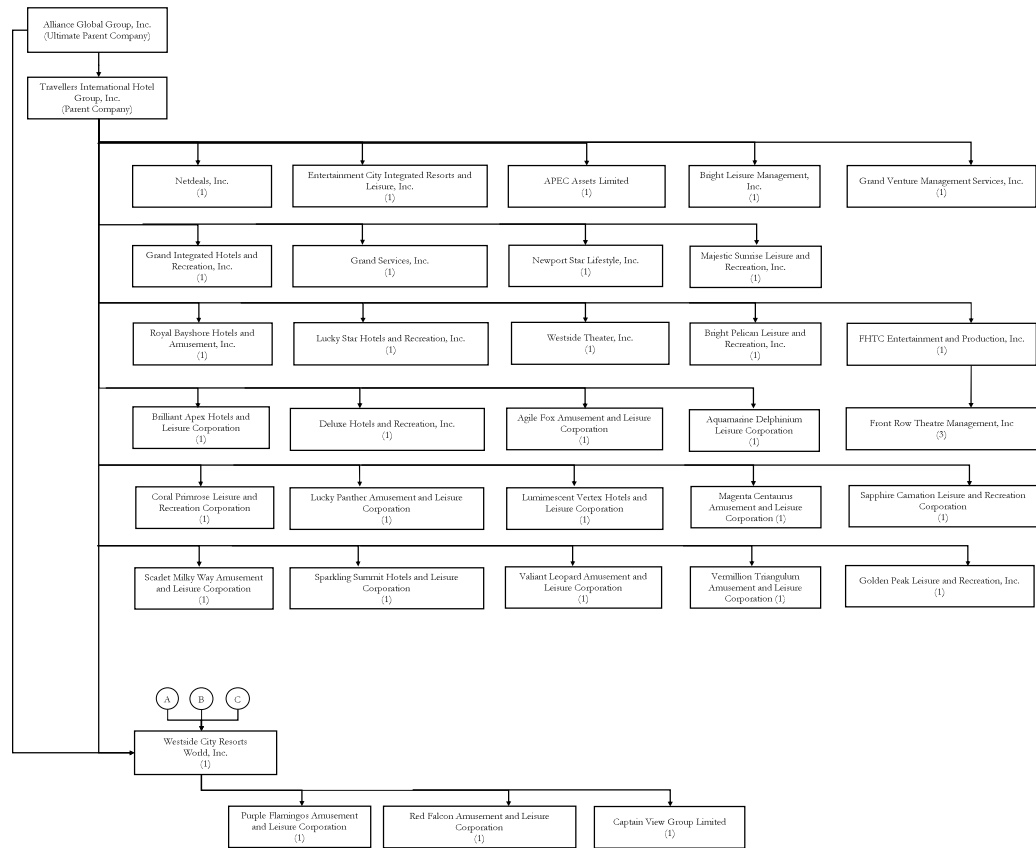 Alliance Global Group, Inc.
(Ultimate Parent Company)
Travellers International Hotel
Group, Inc.
(Parent Company)
Netdeals, Inc.
(1)
Entertainment City Integrated Resorts and
Leisure, Inc.
(1)
APEC Assets Limited
(1)
Bright Leisure Management,
Inc.
(1)
Grand Venture Management Services, Inc.
(1)
Grand Integrated Hotels and
Recreation, Inc.
(1)
Grand Services, Inc.
(1)
Newport Star Lifestyle, Inc.
(1)
Majestic Sunrise Leisure and
Recreation, Inc.
(1)
Royal Bayshore Hotels and
Amusement, Inc.
(1)
Lucky Star Hotels and Recreation, Inc.
(1)
Westside Theater, Inc.
(1)
Bright Pelican Leisure and
Recreation, Inc.
(1)
FHTC Entertainment and Production, Inc.
(1)
Brilliant Apex Hotels and
Leisure Corporation
(1)
Deluxe Hotels and Recreation, Inc.
(1)
Agile Fox Amusement and Leisure
Corporation
(1)
Aquamarine Delphinium
Leisure Corporation
(1)
Front Row Theatre Management, Inc
(3)
Coral Primrose Leisure and
Recreation Corporation
(1)
Lucky Panther Amusement and Leisure
Corporation
(1)
Lumimescent Vertex Hotels and
Leisure Corporation
(1)
Magenta Centaurus
Amusement and Leisure
Corporation (1)
Sapphire Carnation Leisure and Recreation
Corporation
(1)
Scarlet Milky Way Amusement
and Leisure Corporation
(1)
Sparkling Summit Hotels and Leisure
Corporation
(1)
Valiant Leopard Amusement and
Leisure Corporation
(1)
Vermillion Triangulum
Amusement and Leisure
Corporation (1)
Golden Peak Leisure and Recreation, Inc.
(1)
A
B
C
Westside City Resorts
World, Inc.
(1)
Purple Flamingos Amusement
and Leisure Corporation
(1)
Red Falcon Amusement and Leisure
Corporation
(1)
Captain View Group Limited
(1)